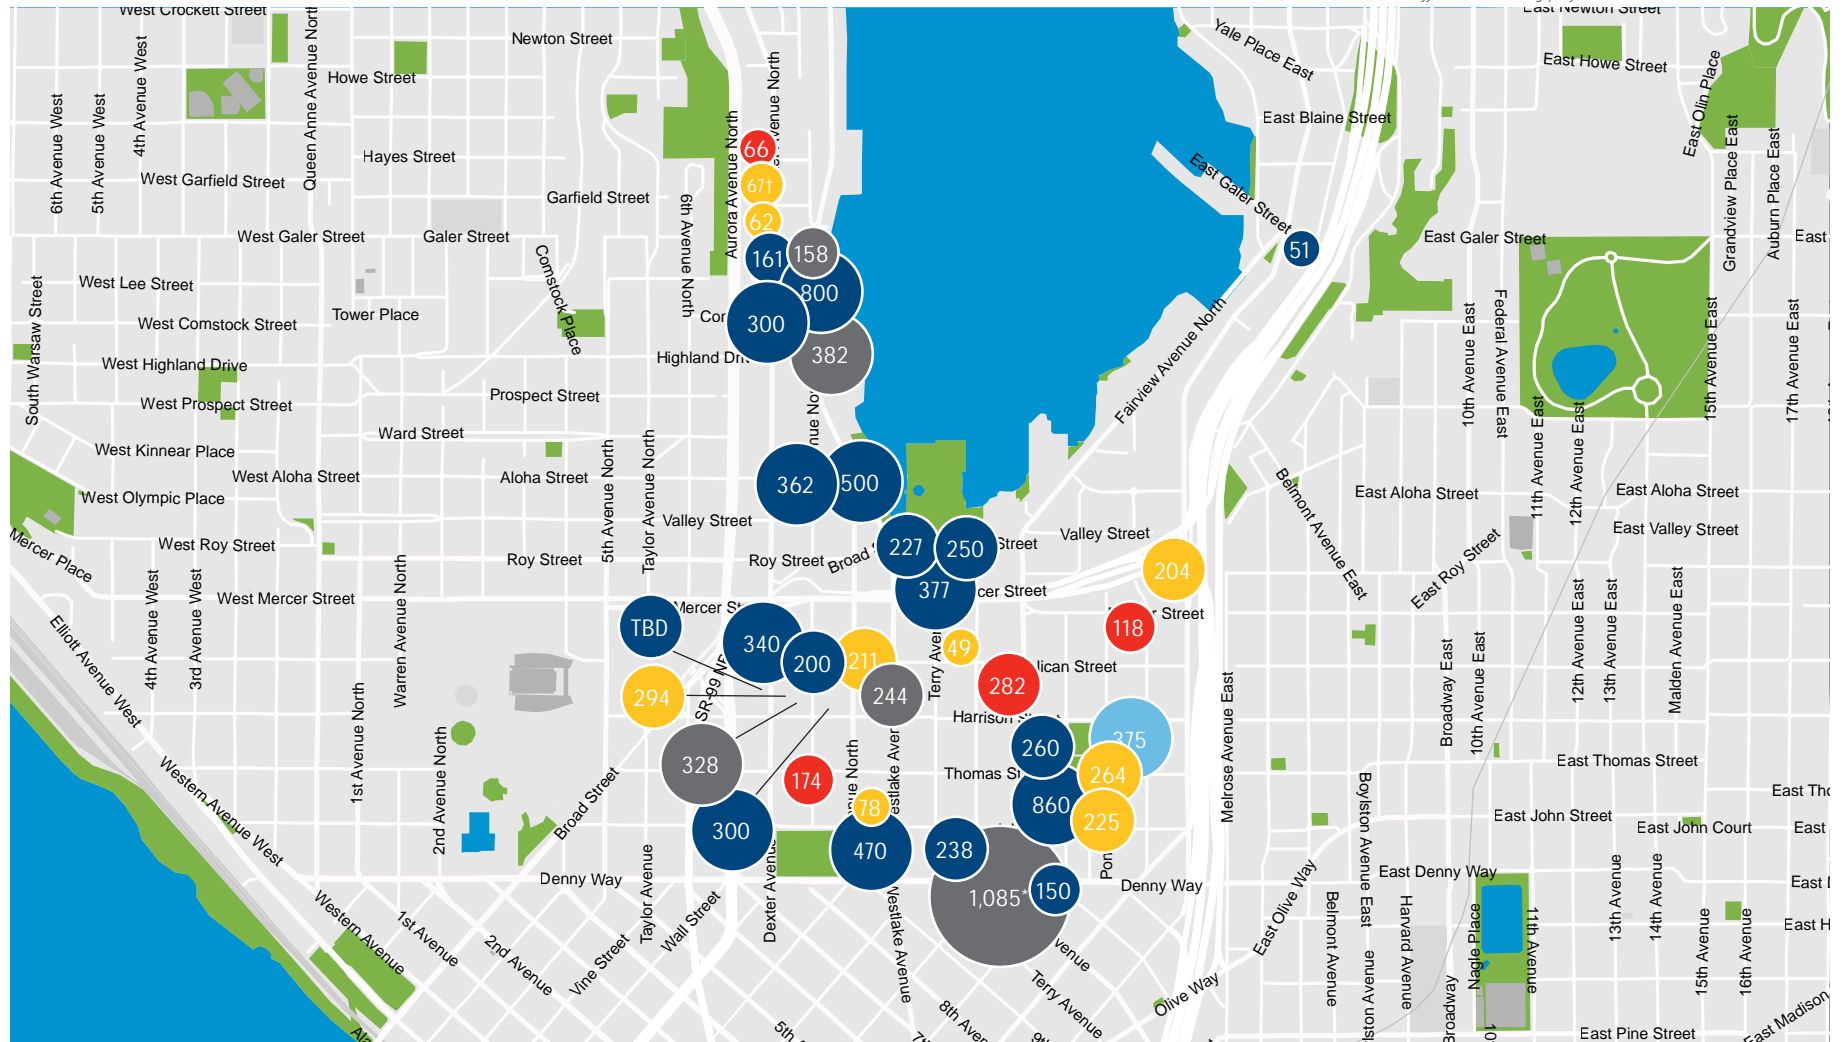 West Crockett Street
East Newton Street
Newton Street
Yale Place East
Howe Street
East Howe Street
4th Avenue West
Queen Anne Avenue North
East Olin Place
6th Avenue West
5th Avenue West
Aurora Avenue North
East Blaine Street
Grandview Place East
Auburn Place East
66
Hayes Street
West Garfield Street
67†
East Galer Street
Garfield Street
62
6th Avenue North
West Galer Street
Galer Street
161
158
51
East Galer Street
East
Comstock Place
West Lee Street
800
South Warsaw Street
Tower Place
West Comstock Street
300
Fairview Avenue North
10th Avenue East
Federal Avenue East
15th Avenue East
17th Avenue East
Highland
382
West Highland Drive
Prospect Street
West Prospect Street
11th Avenue East
12th Avenue East
Ward Street
West Kinnear Place
West Aloha Street
Aloha Street
5th Avenue North
Taylor Avenue North
362
500
Belmont Avenue East
East Aloha Street
East Aloha Street
West Olympic Place
Valley Street
East Valley Street
Valley Street
Mercer Place
West Roy Street
Roy Street
Roy Street
Broad
227
250
Street
204
East Roy Street
377
West Mercer Street
Mercer
Street
Street
4th Avenue West
3rd Avenue West
Warren Avenue North
TBD
340
200
211
49
118
12th Avenue East
13th Avenue East
Malden Avenue East
Elliott Avenue West
Street
Terry
294
SR-99
244
282
Broadway East
10th Avenue East
Harrison
Melrose Avenue East
1st Avenue North
2nd Avenue North
260
375
328
174
North
Thomas
264
East Thomas Street
Western Avenue West
Broad Street
78
860
225
Boylston Avenue East
East
East John Street
East John Court
East
300
470
238
Denny Way
Taylor Avenue
Wall Street
Dexter Avenue
1,085*
150
Denny Way
East Denny Way
East
Western Avenue
1st Avenue
2nd Avenue
Vine Street
Westlake Avenue
East Olive Way
Belmont Avenue
Harvard Avenue
Nagle Place
11th Avenue
13th Avenue
14th Avenue
15th Avenue
16th Avenue
East
Terry Avenue
Olive Way
8th Avenue
5th
Broadway
East Pine Street
East Madison